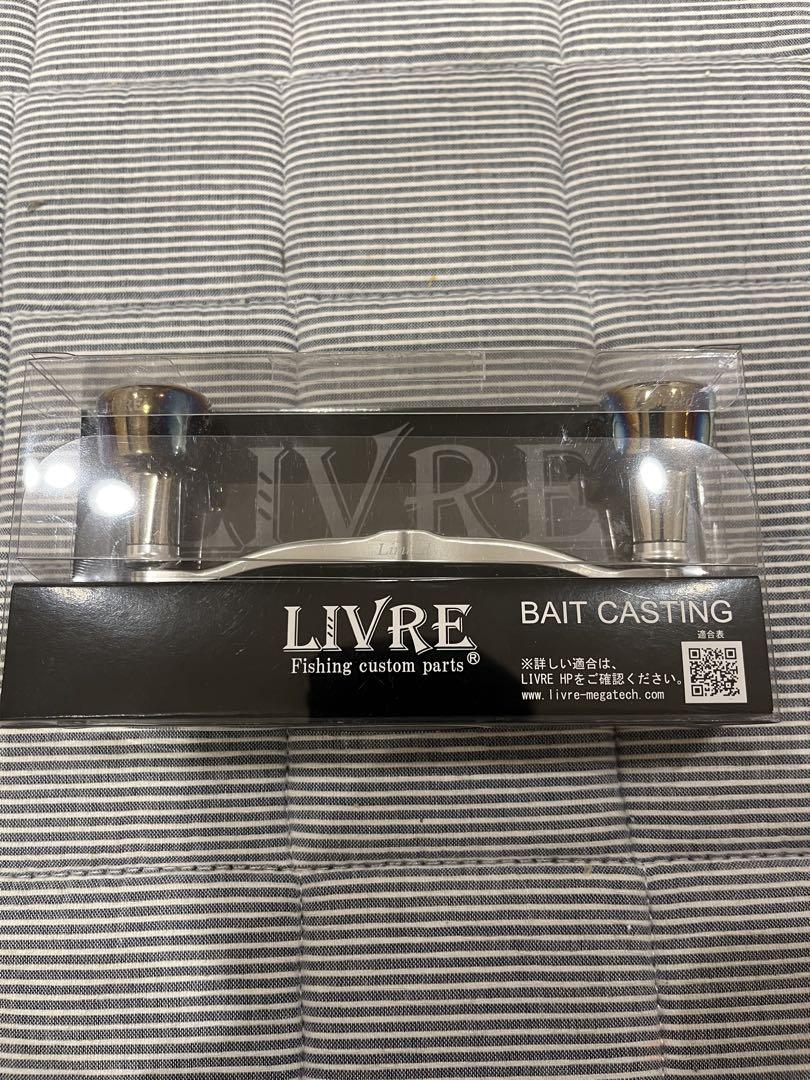 LIVRE
LIVRE
Fishing custom parts®
BAIT CASTING
適合表
※詳しい適合は、
LIVRE HPをご確認ください。
www.livre-megatech.com